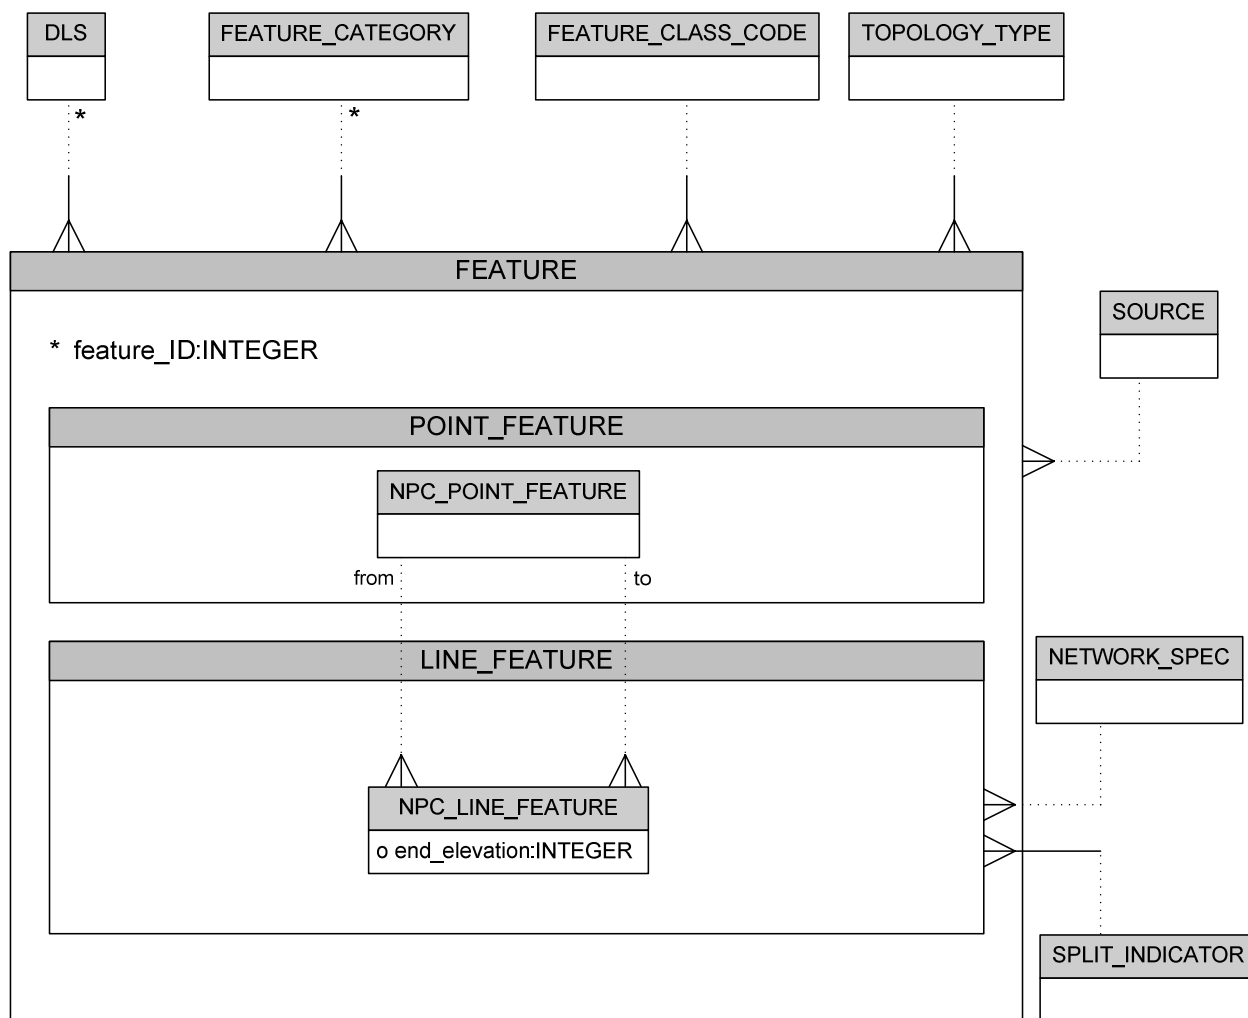 DLS
FEATURE_CATEGORY
FEATURE_CLASS_CODE
TOPOLOGY_TYPE
*
*
FEATURE
SOURCE
* feature_ID:INTEGER
POINT_FEATURE
NPC_POINT_FEATURE
from
to
LINE_FEATURE
NETWORK_SPEC
NPC_LINE_FEATURE
o end_elevation:INTEGER
SPLIT_INDICATOR